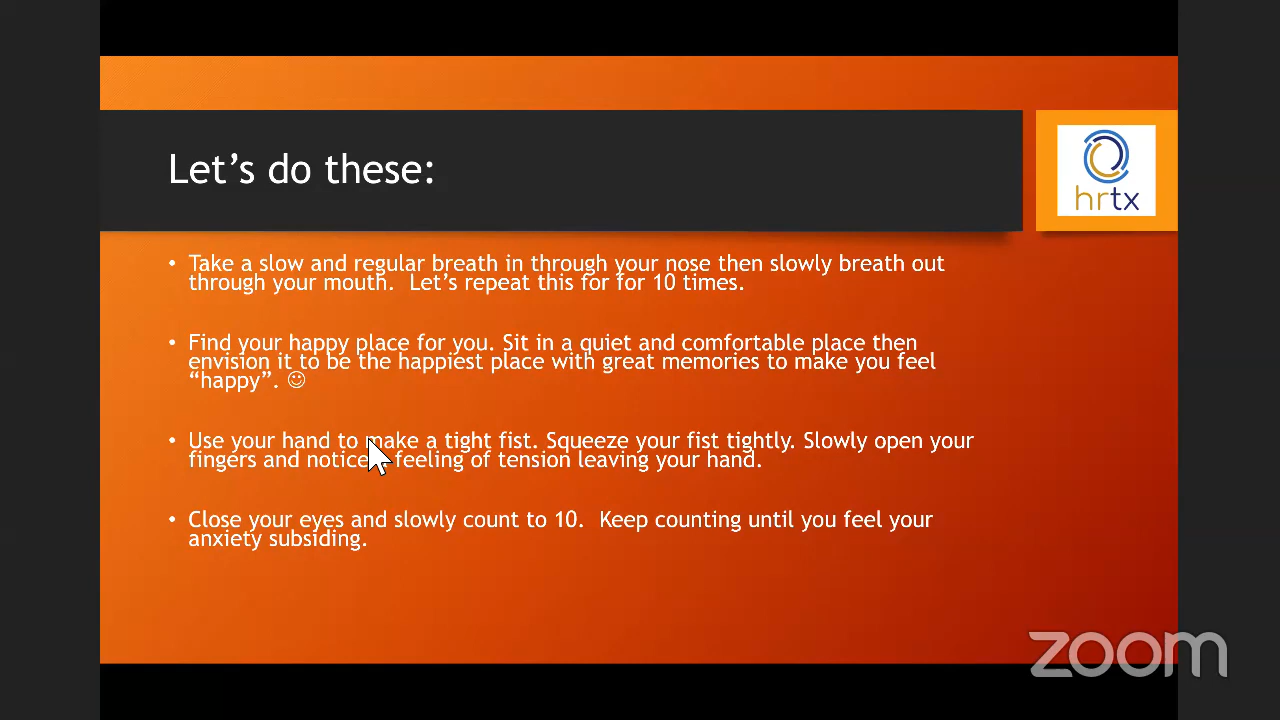 Let’s do these:
hrtx
• Take a slow and regular breath in through your nose then slowly breath out
through your mouth.  Let’s repeat this for for 10 times.
• Find your happy place for you. Sit in a quiet and comfortable place then
envision it to be the happiest place with great memories to make you feel
“happy”. ☺
• Use your hand to make a tight fist. Squeeze your fist tightly. Slowly open your
fingers and notice feeling of tension leaving your hand.
• Close your eyes and slowly count to 10.  Keep counting until you feel your
anxiety subsiding.
zoom